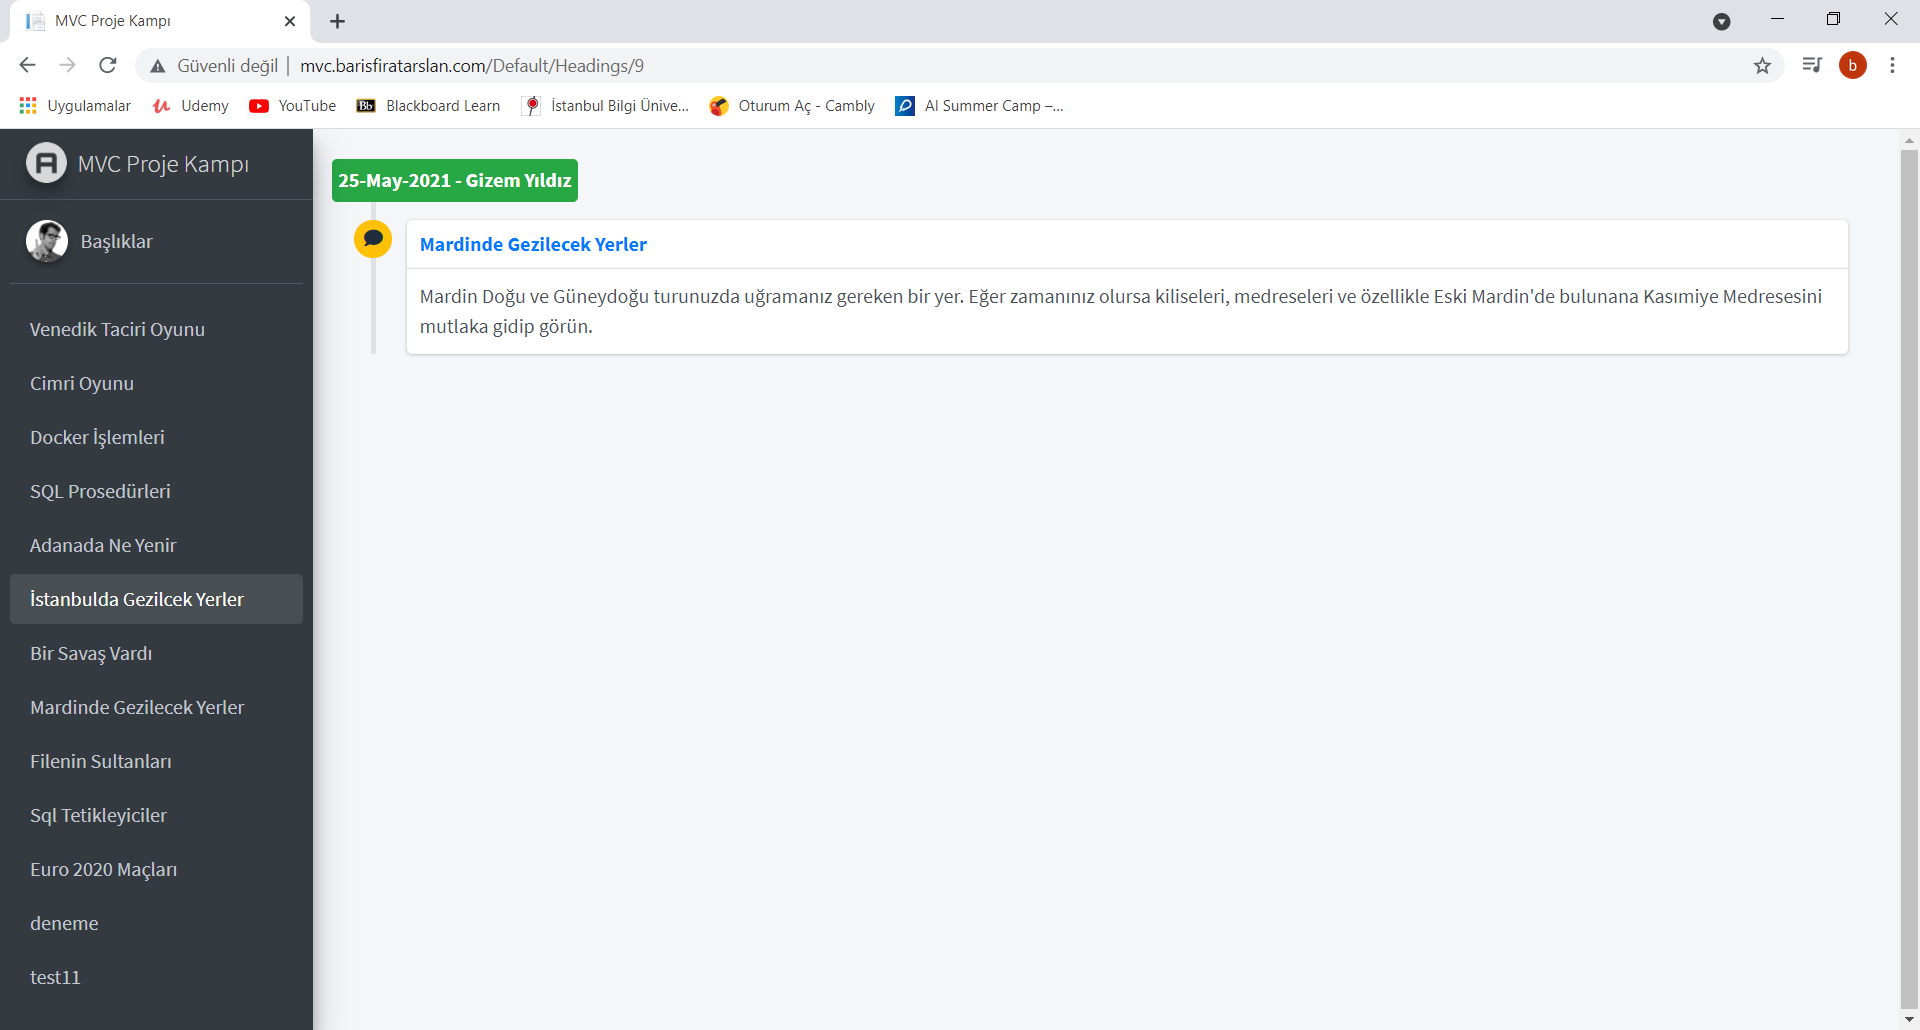 MVC Proje Kampı
Güvenli değil
mvc.barisfiratarslan.com/Default/Headings/9
b
Uygulamalar
Udemy
YouTube
Bb Blackboard Learn
İstanbul Bilgi Ünive...
Oturum Aç - Cambly
AI Summer Camp –...
A MVC Proje Kampı
Başlıklar
Venedik Taciri Oyunu
Cimri Oyunu
Docker İşlemleri
SQL Prosedürleri
Adanada Ne Yenir
İstanbulda Gezilcek Yerler
Bir Savaş Vardı
Mardinde Gezilecek Yerler
Filenin Sultanları
Sql Tetikleyiciler
Euro 2020 Maçları
deneme
test11
25-May-2021 - Gizem Yıldız
Mardinde Gezilecek Yerler
Mardin Doğu ve Güneydoğu turunuzda uğramanız gereken bir yer. Eğer zamanınız olursa kiliseleri, medreseleri ve özellikle Eski Mardin'de bulunana Kasımiye Medresesini
mutlaka gidip görün.